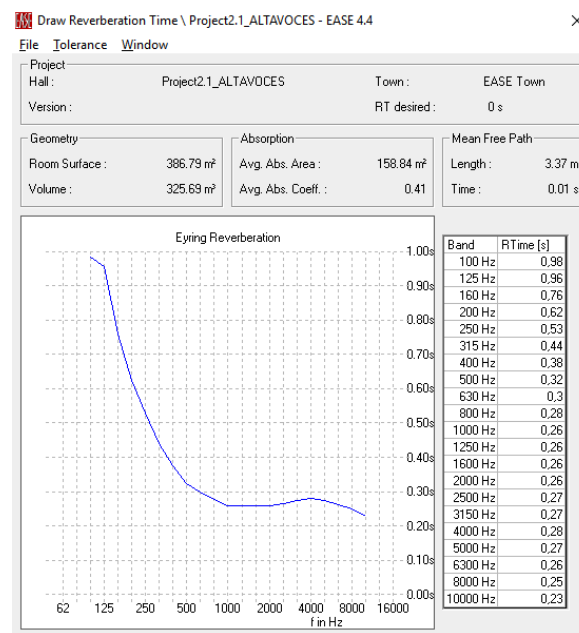 Draw Reverberation Time \ Project2.1_ALTAVOCES - EASE 4.4
File Tolerance Window
Project
Hall : Project2.1_ALTAVOCES Town : EASE Town
Version : RT desired : 0 s
Geometry Absorption Mean Free Path
Room Surface : 386.79 m² Avg. Abs. Area : 158.84 m² Length : 3.37 m
Volume : 325.69 m³ Avg. Abs. Coeff. : 0.41 Time : 0.01 s
Eyring Reverberation
1.00s
0.90s
0.80s
0.70s
0.60s
0.50s
0.40s
0.30s
0.20s
0.10s
0.00s
62 125 250 500 1000 2000 4000 8000 16000
f in Hz
Band RTime [s]
100 Hz 0,98
125 Hz 0,96
160 Hz 0,76
200 Hz 0,62
250 Hz 0,53
315 Hz 0,44
400 Hz 0,38
500 Hz 0,32
630 Hz 0,3
800 Hz 0,28
1000 Hz 0,26
1250 Hz 0,26
1600 Hz 0,26
2000 Hz 0,26
2500 Hz 0,27
3150 Hz 0,27
4000 Hz 0,28
5000 Hz 0,27
6300 Hz 0,26
8000 Hz 0,25
10000 Hz 0,23